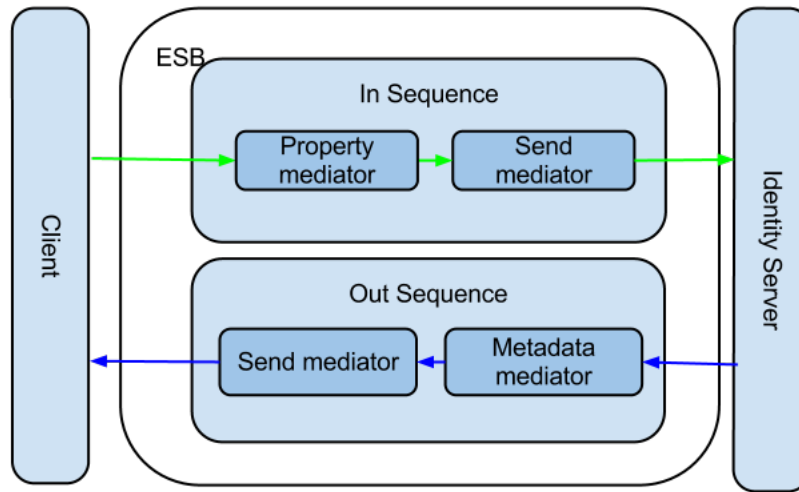 ESB
In Sequence
Property
mediator
Send
mediator
Client
Identity Server
Out Sequence
Send mediator
Metadata
mediator